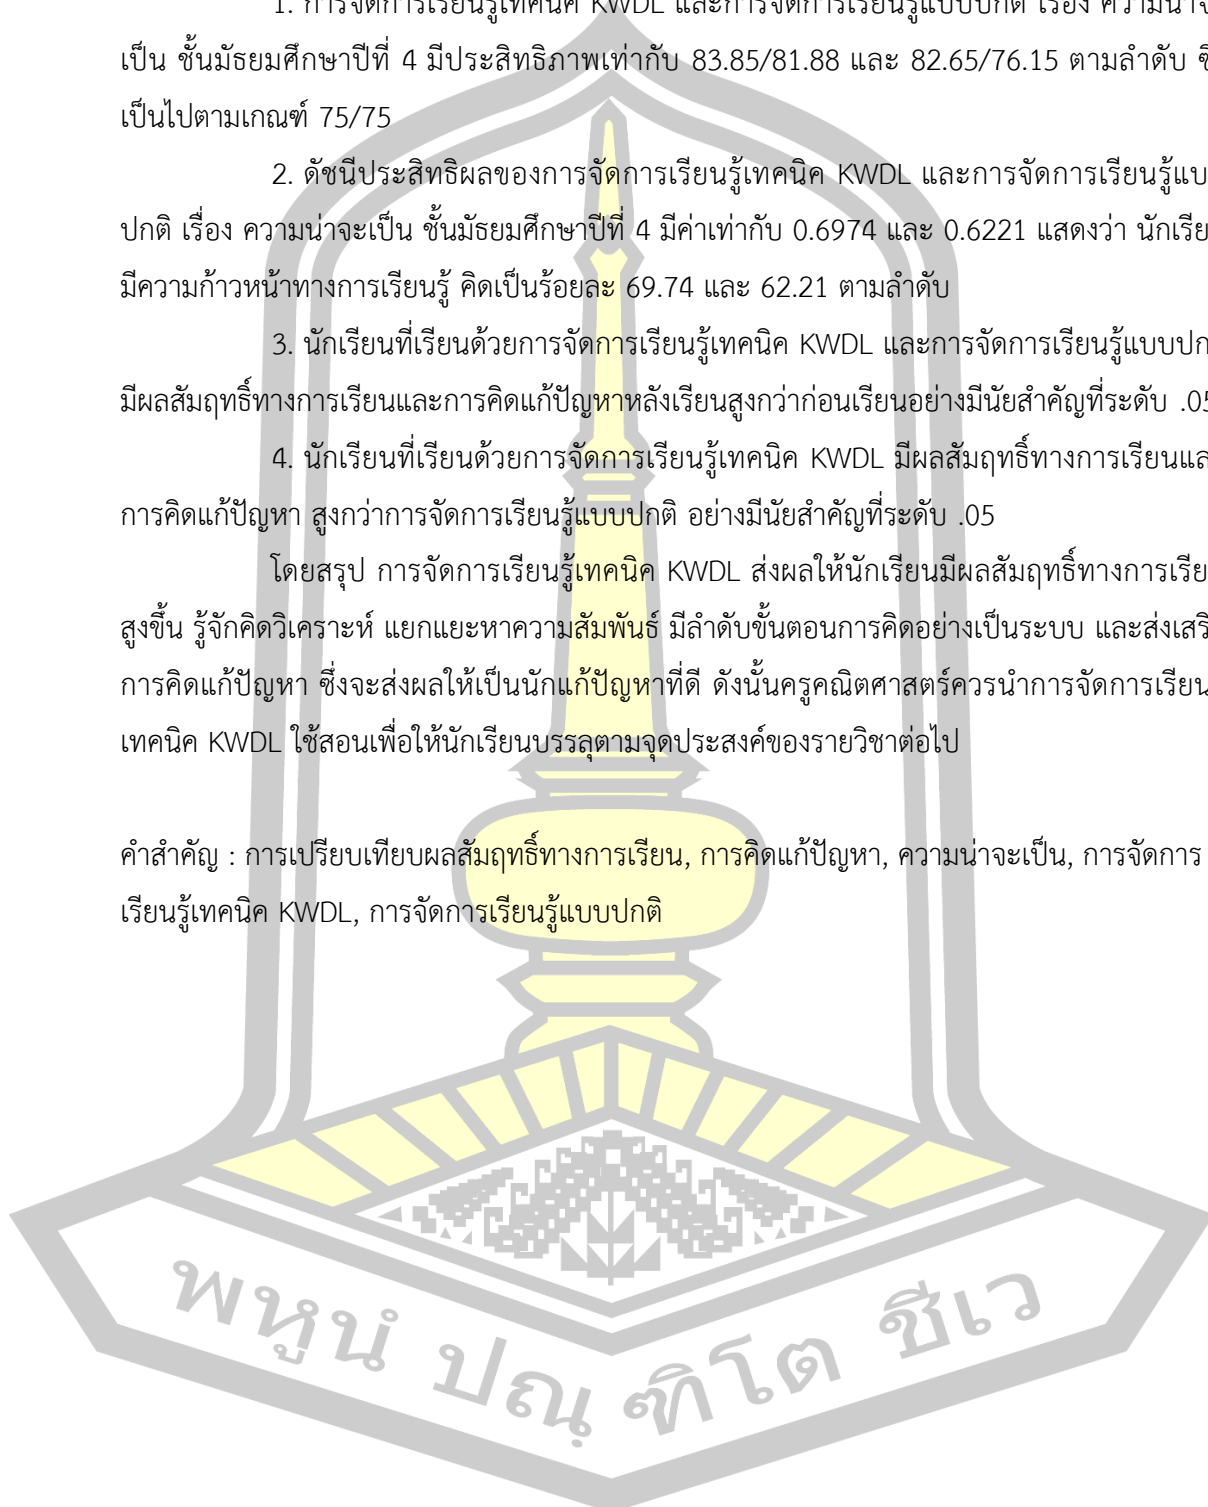 1. การจัดการเรียนรู้เทคนิค KWDL และการจัดการเรียนรู้แบบปกติ เรื่อง ความน่าจะ
เป็น ชั้นมัธยมศึกษาปีที่ 4 มีประสิทธิภาพเท่ากับ 83.85/81.88 และ 82.65/76.15 ตามลำดับ
เป็นไปตามเกณฑ์ 75/75
2. ดัชนีประสิทธิผลของการจัดการเรียนรู้เทคนิค KWDL และการจัดการเรียนรู้แบบ
ปกติ เรื่อง ความน่าจะเป็น ชั้นมัธยมศึกษาปีที่ 4 มีค่าเท่ากับ 0.6974 และ 0.6221 แสดงว่า นักเรียน
มีความก้าวหน้าทางการเรียนรู้ คิดเป็นร้อยละ 69.74 และ 62.21 ตามลำดับ
3. นักเรียนที่เรียนด้วยการจัดการเรียนรู้เทคนิค KWDL และการจัดการเรียนรู้แบบปก
มีผลสัมฤทธิ์ทางการเรียนและการคิดแก้ปัญหาหลังเรียนสูงกว่าก่อนเรียนอย่างมีนัยสำคัญที่ระดับ .05
4. นักเรียนที่เรียนด้วยการจัดการเรียนรู้เทคนิค KWDL มีผลสัมฤทธิ์ทางการเรียนและ
การคิดแก้ปัญหา สูงกว่าการจัดการเรียนรู้แบบปกติ อย่างมีนัยสำคัญที่ระดับ .05
โดยสรุป การจัดการเรียนรู้เทคนิค KWDL ส่งผลให้นักเรียนมีผลสัมฤทธิ์ทางการเรีย
สูงขึ้น รู้จักคิดวิเคราะห์ แยกแยะหาความสัมพันธ์ มีลำดับขั้นตอนการคิดอย่างเป็นระบบ และส่งเสริ
การคิดแก้ปัญหา ซึ่งจะส่งผลให้เป็นนักแก้ปัญหาที่ดี ดังนั้นครูคณิตศาสตร์ควรนำการจัดการเรียน
เทคนิค KWDL ใช้สอนเพื่อให้นักเรียนบรรลุตามจุดประสงค์ของรายวิชาต่อไป
คำสำคัญ : การเปรียบเทียบผลสัมฤทธิ์ทางการเรียน, การคิดแก้ปัญหา, ความน่าจะเป็น, การจัดการ
เรียนรู้เทคนิค KWDL, การจัดการเรียนรู้แบบปกติ
พหูนํ ปณฺฑิโต ชีเว